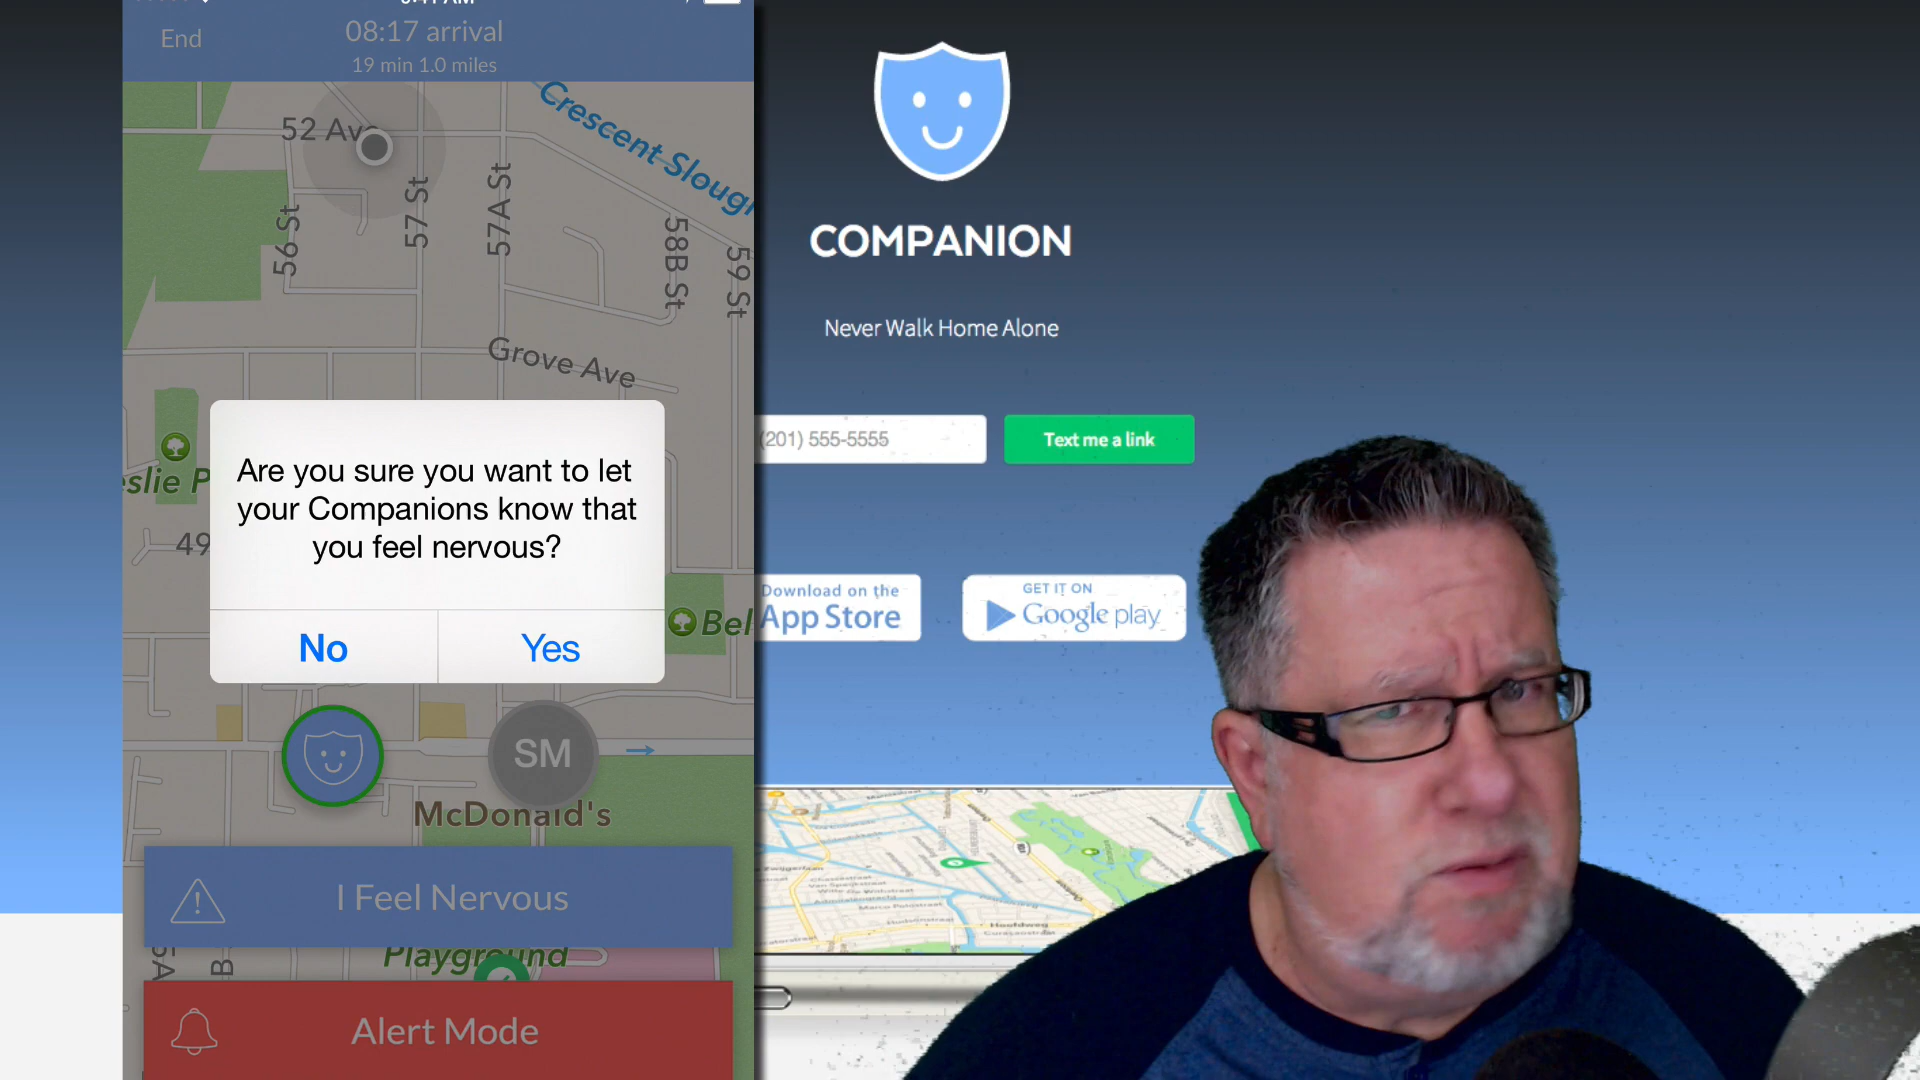 End
08:17 arrival
19 min 1.0 miles
52 Av
Crescent Slough
56 St
57 St
57A St
58B St
59 St
Grove Ave
49
Bel
Are you sure you want to let
your Companions know that
you feel nervous?
No
Yes
SM
McDonald's
I Feel Nervous
Playground
B
Alert Mode
COMPANION
Never Walk Home Alone
(201) 555-5555
Text me a link
Download on the
App Store
GET IT ON
Google play